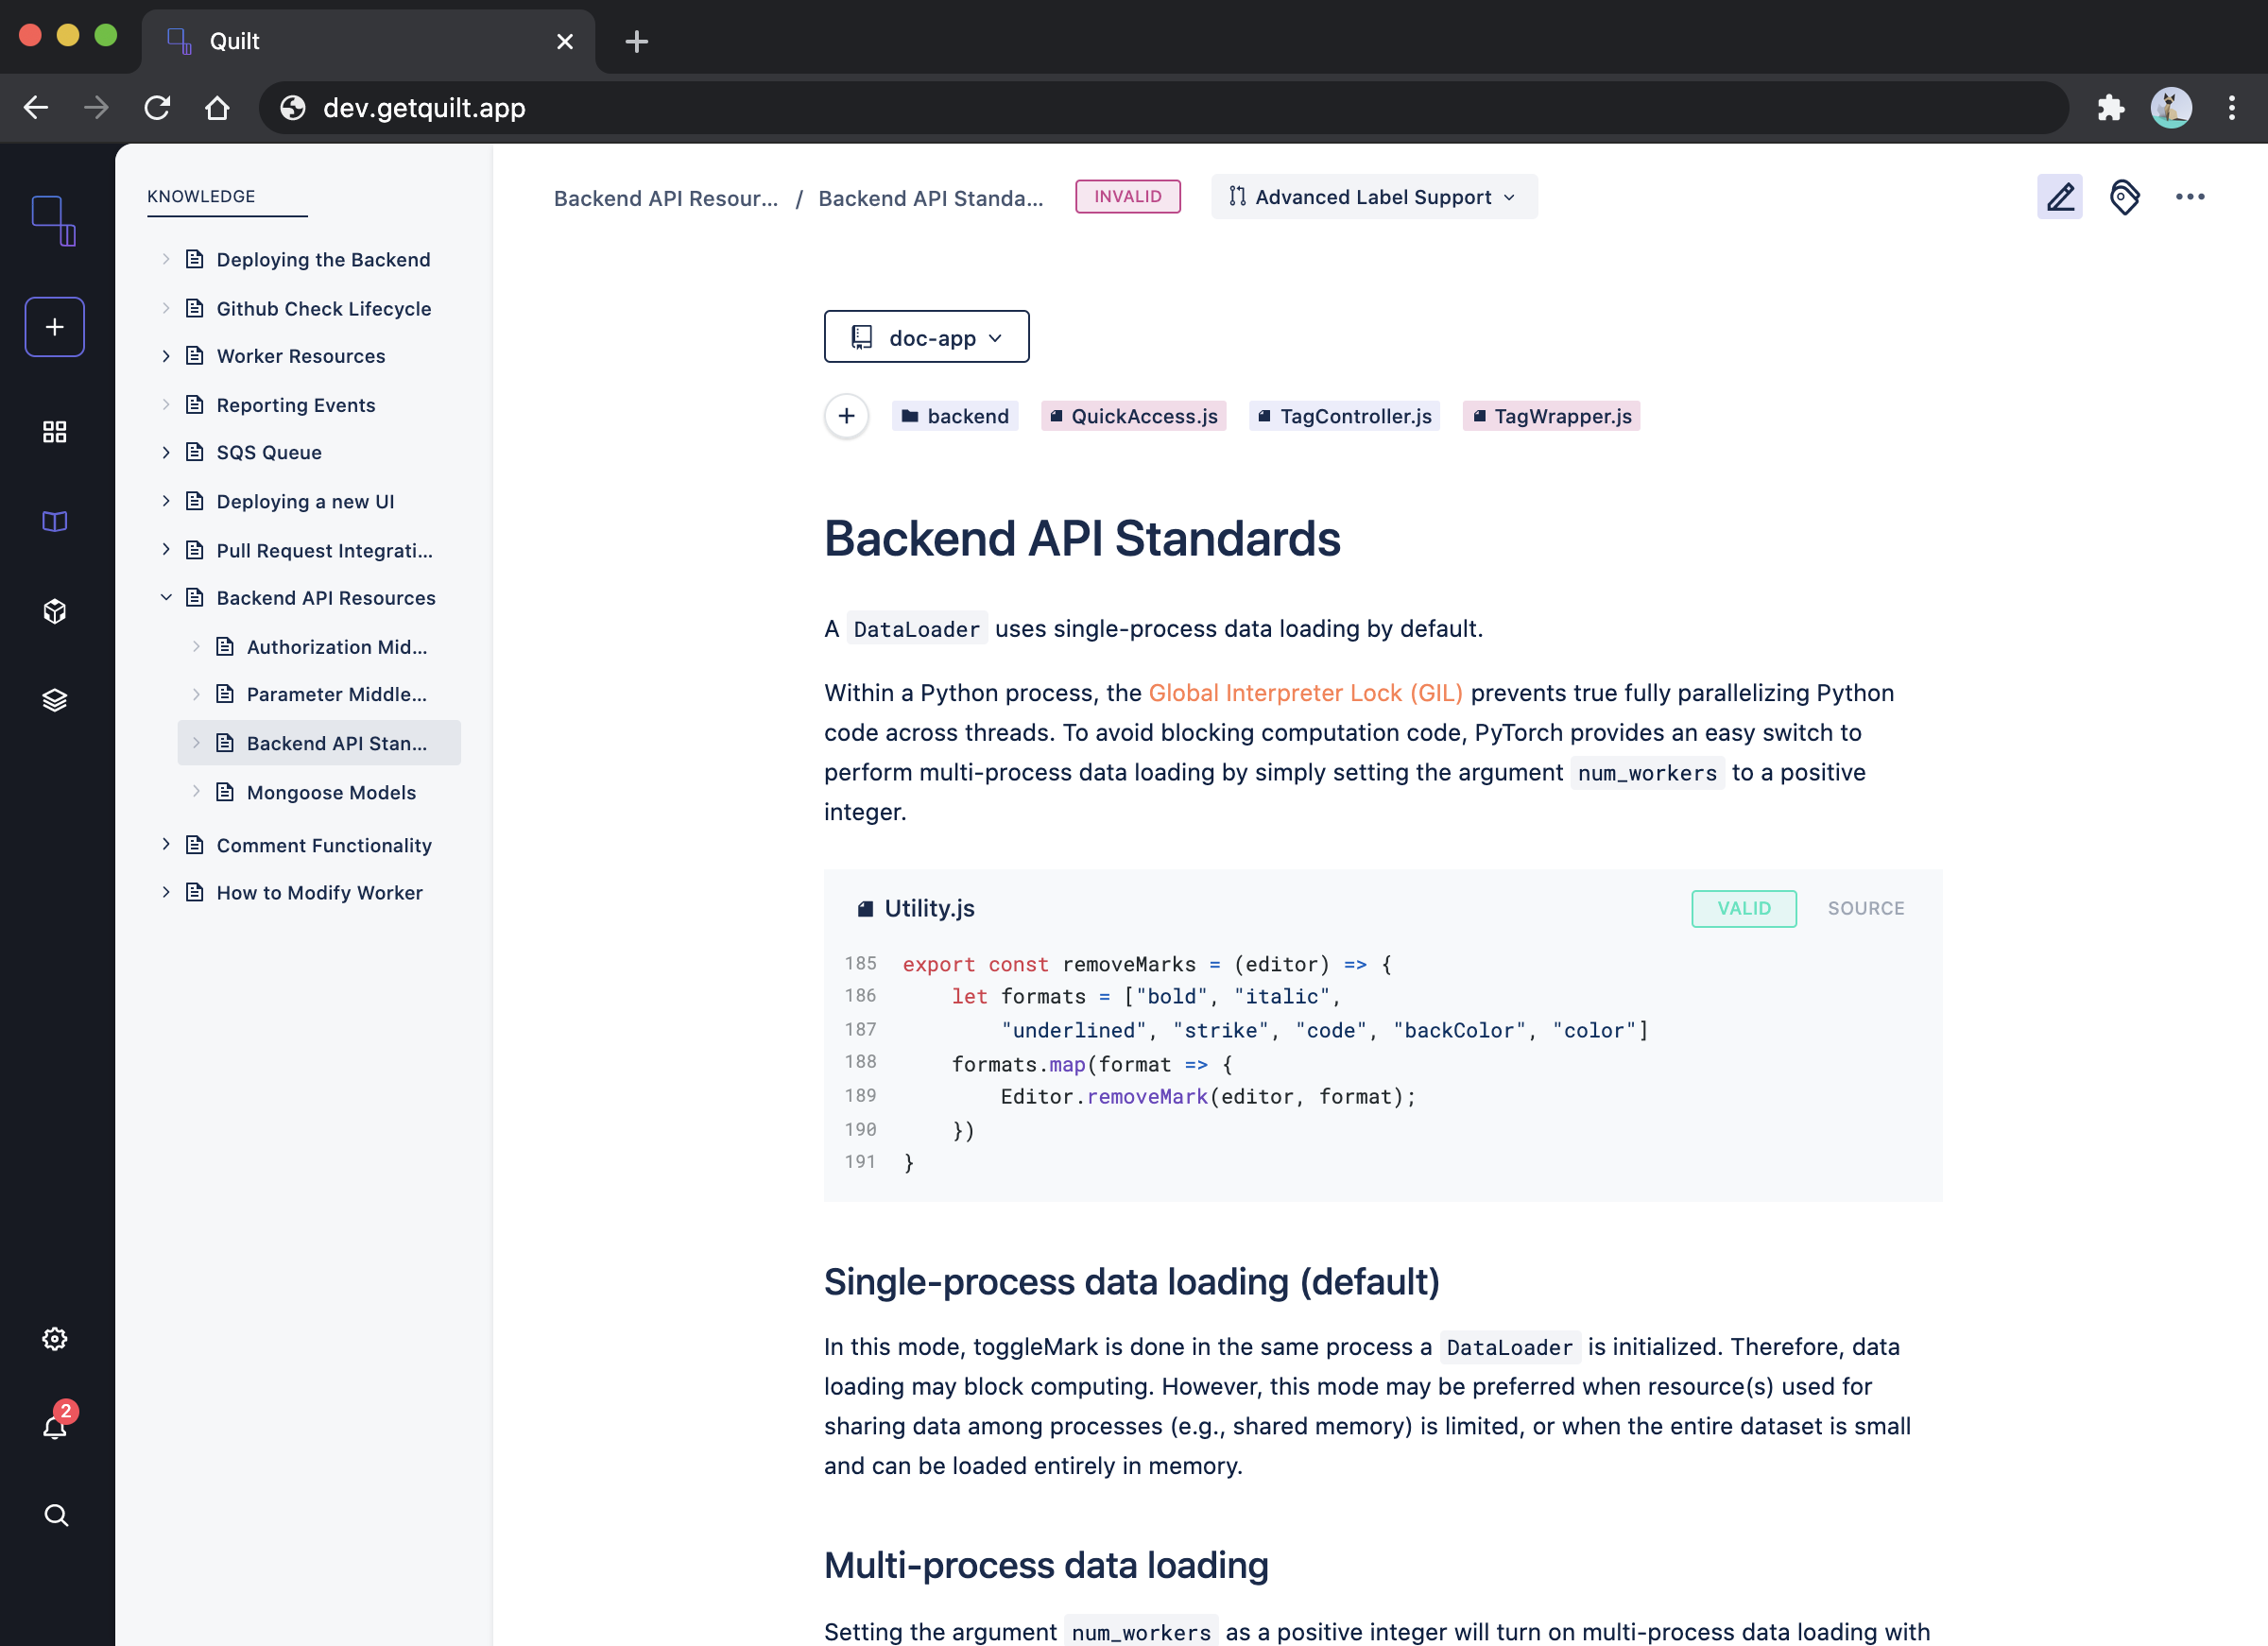 Quilt
dev.getquilt.app
KNOWLEDGE
Deploying the Backend
Github Check Lifecycle
Worker Resources
Reporting Events
SQS Queue
Deploying a new UI
Pull Request Integrati...
Backend API Resources
Authorization Mid...
Parameter Middle...
Backend API Stan...
Mongoose Models
Comment Functionality
How to Modify Worker
2
Backend API Resour... / Backend API Standa... INVALID Advanced Label Support
doc-app
backend QuickAccess.js TagController.js TagWrapper.js
Backend API Standards
A DataLoader uses single-process data loading by default.
Within a Python process, the Global Interpreter Lock (GIL) prevents true fully parallelizing Python
code across threads. To avoid blocking computation code, PyTorch provides an easy switch to
perform multi-process data loading by simply setting the argument num_workers to a positive
integer.
Utility.js VALID SOURCE
185 export const removeMarks = (editor) => {
186     let formats = ["bold", "italic",
187         "underlined", "strike", "code", "backColor", "color"]
188     formats.map(format => {
189         Editor.removeMark(editor, format);
190     })
191 }
Single-process data loading (default)
In this mode, toggleMark is done in the same process a DataLoader is initialized. Therefore, data
loading may block computing. However, this mode may be preferred when resource(s) used for
sharing data among processes (e.g., shared memory) is limited, or when the entire dataset is small
and can be loaded entirely in memory.
Multi-process data loading
Setting the argument num_workers as a positive integer will turn on multi-process data loading with